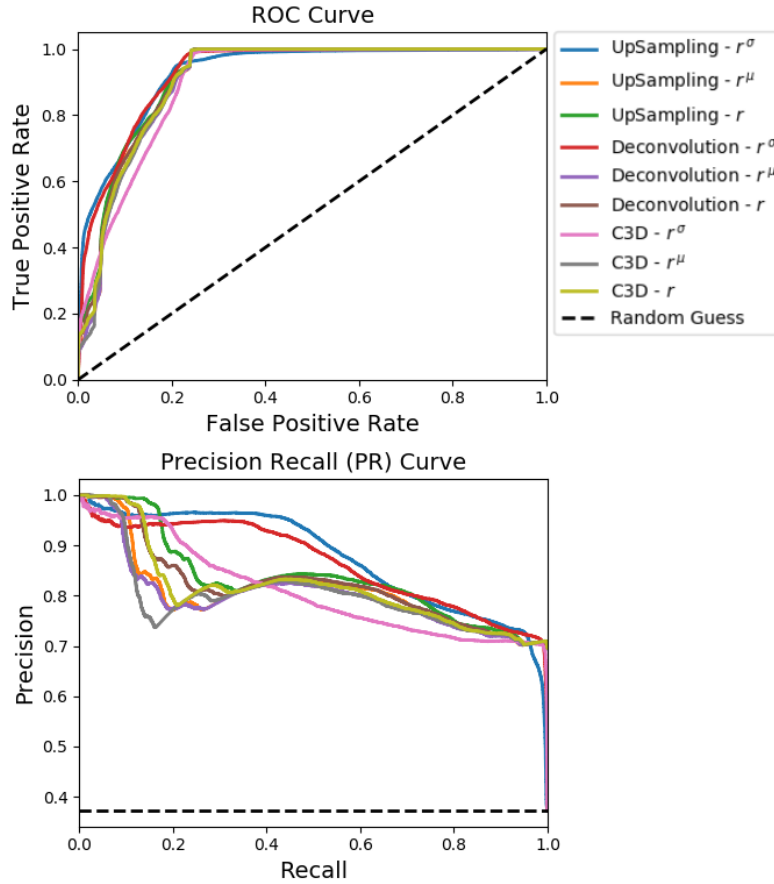 ROC Curve
1.0
0.8
0.6
0.4
0.2
0.0
True Positive Rate
0.0 0.2 0.4 0.6 0.8 1.0
False Positive Rate
UpSampling - r^σ
UpSampling - r^μ
UpSampling - r
Deconvolution - r^σ
Deconvolution - r^μ
Deconvolution - r
C3D - r^σ
C3D - r^μ
C3D - r
Random Guess
Precision Recall (PR) Curve
1.0
0.9
0.8
0.7
0.6
0.5
0.4
Precision
0.0 0.2 0.4 0.6 0.8 1.0
Recall